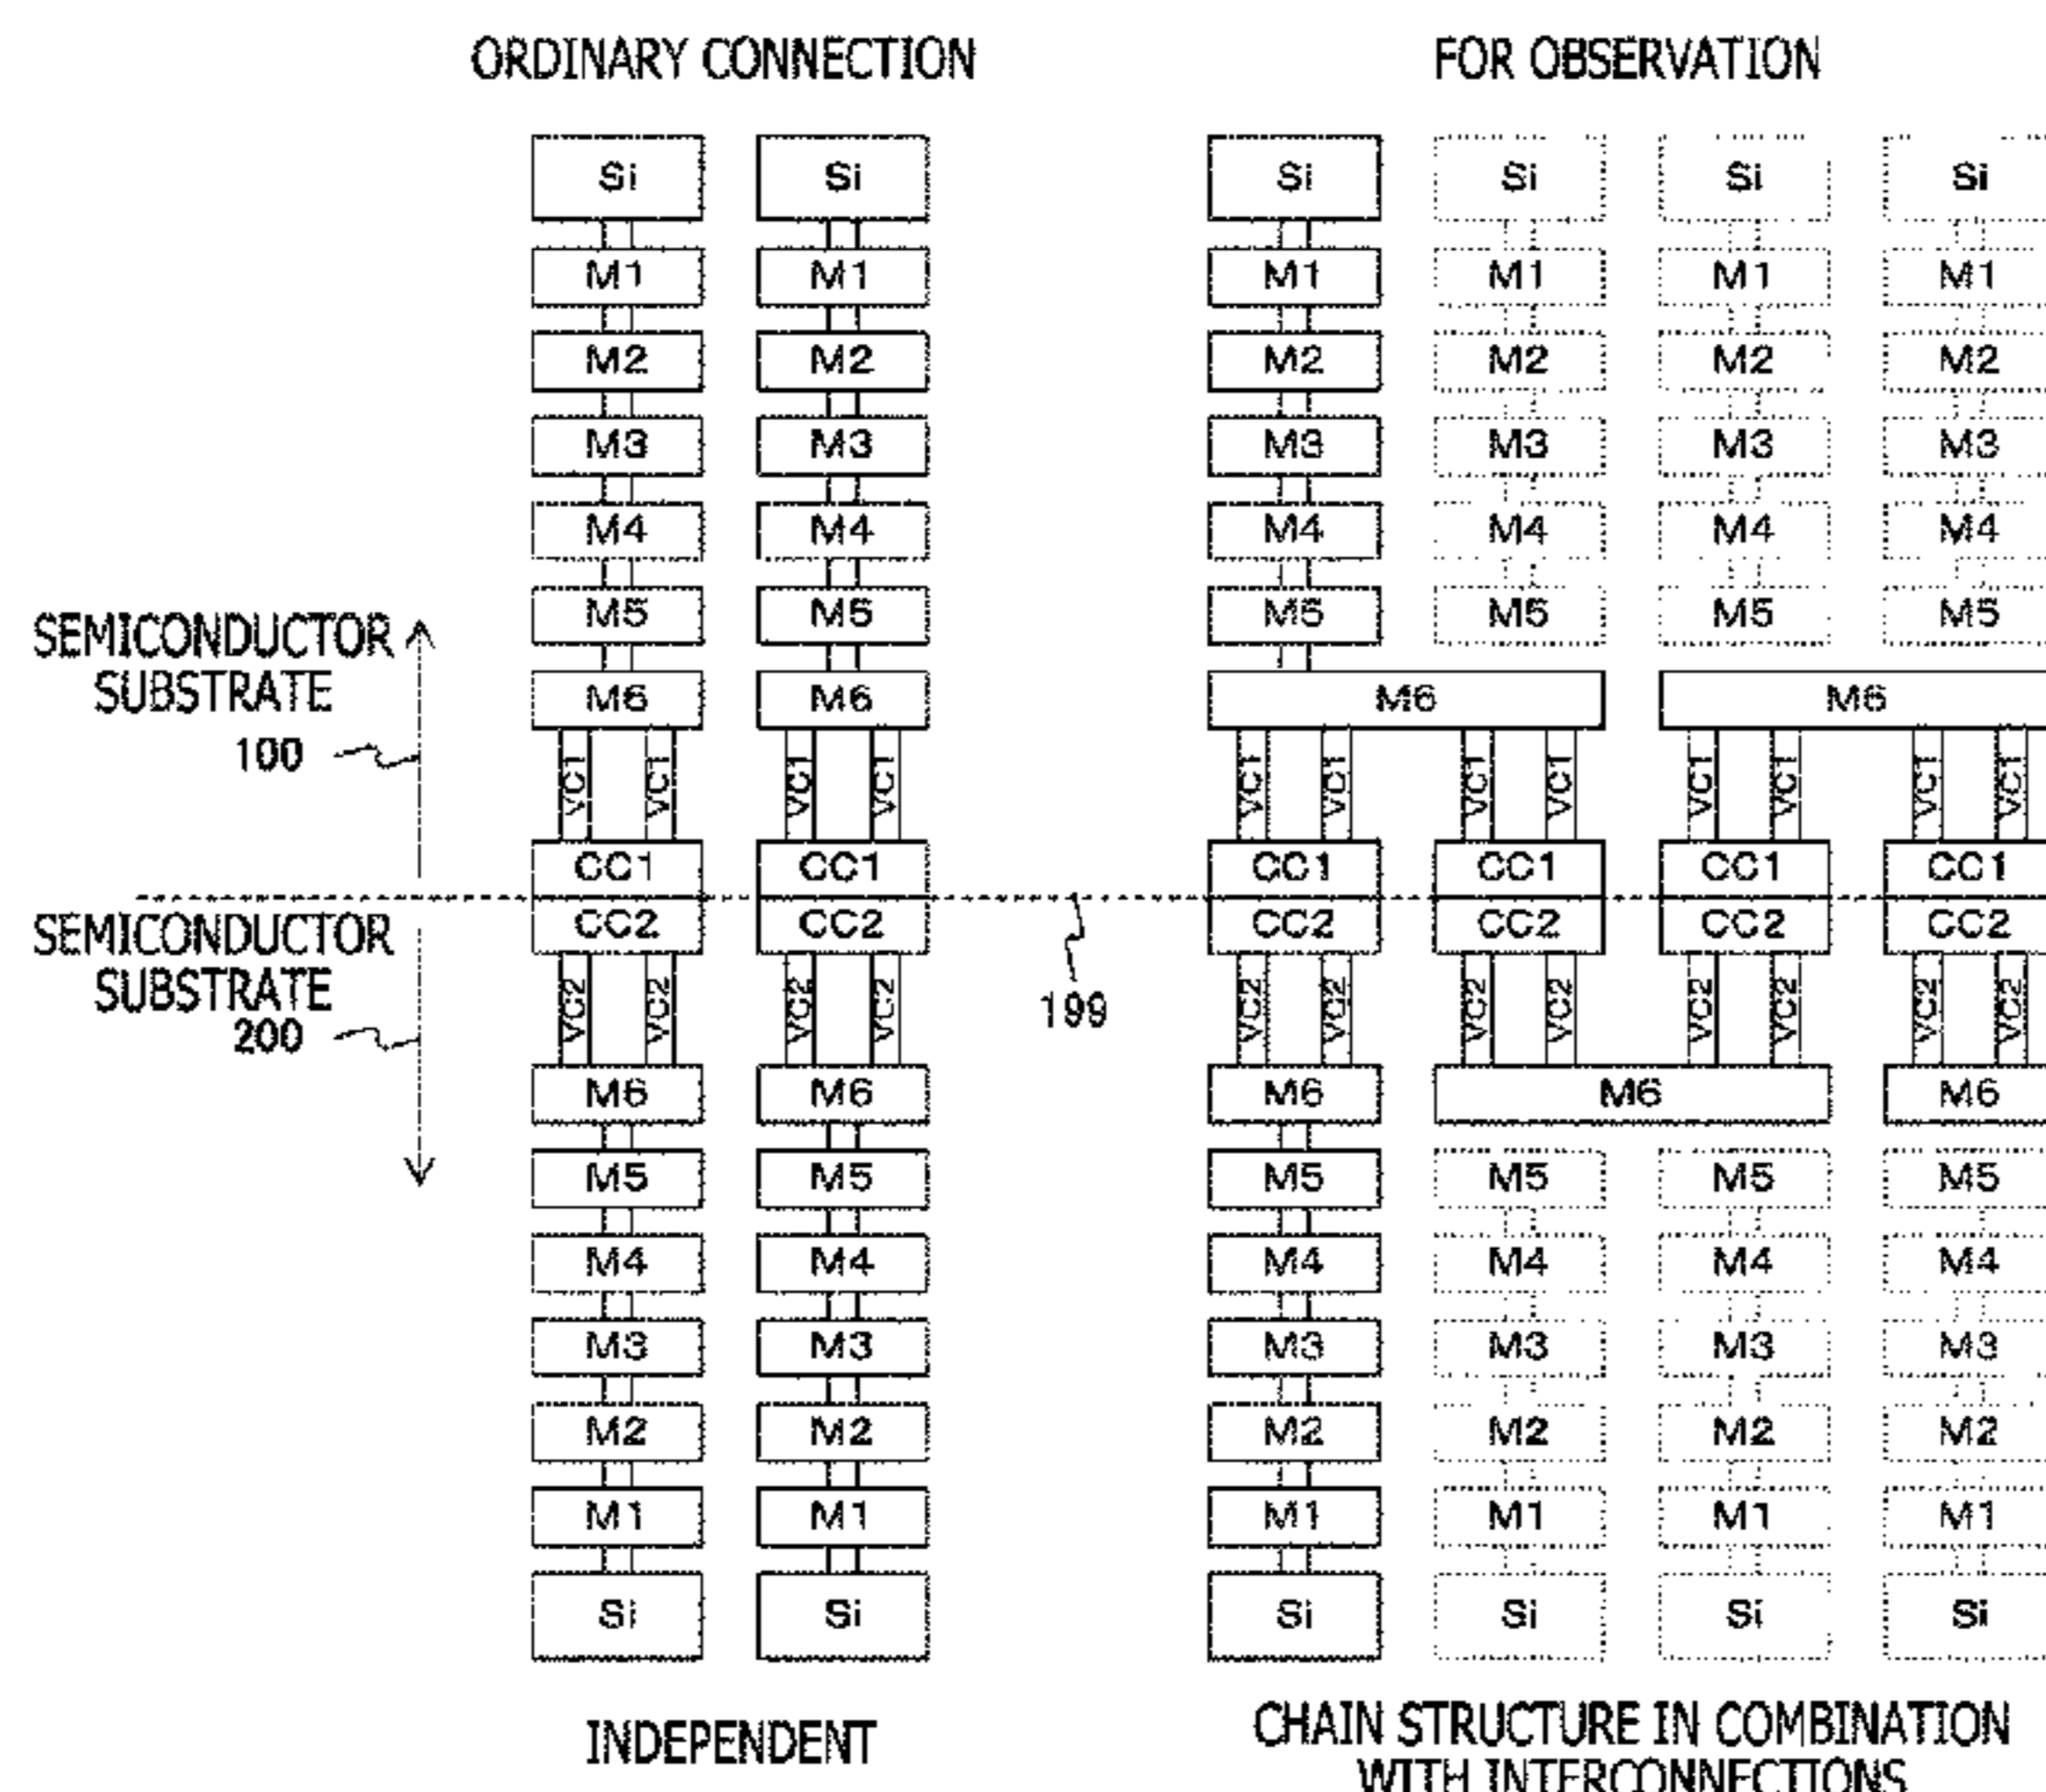 ORDINARY CONNECTION FOR OBSERVATION
Si Si Si Si Si Si
M1 M1 M1 M1 M1 M1
M2 M2 M2 M2 M2 M2
M3 M3 M3 M3 M3 M3
M4 M4 M4 M4 M4 M4
M5 M5 M5 M5 M5 M5
SEMICONDUCTOR
SUBSTRATE
100
M6 M6 M6 M6
VC1 VC1 VC1 VC1 VC1 VC1 VC1 VC1 VC1 VC1 VC1 VC1
CC1 CC1 CC1 CC1 CC1 CC1
CC2 CC2 CC2 CC2 CC2 CC2
SEMICONDUCTOR
SUBSTRATE
200
199
VC2 VC2 VC2 VC2 VC2 VC2 VC2 VC2 VC2 VC2 VC2 VC2
M6 M6 M6 M6 M6
M5 M5 M5 M5 M5 M5
M4 M4 M4 M4 M4 M4
M3 M3 M3 M3 M3 M3
M2 M2 M2 M2 M2 M2
M1 M1 M1 M1 M1 M1
Si Si Si Si Si Si
INDEPENDENT
CHAIN STRUCTURE IN COMBINATION
WITH INTERCONNECTIONS